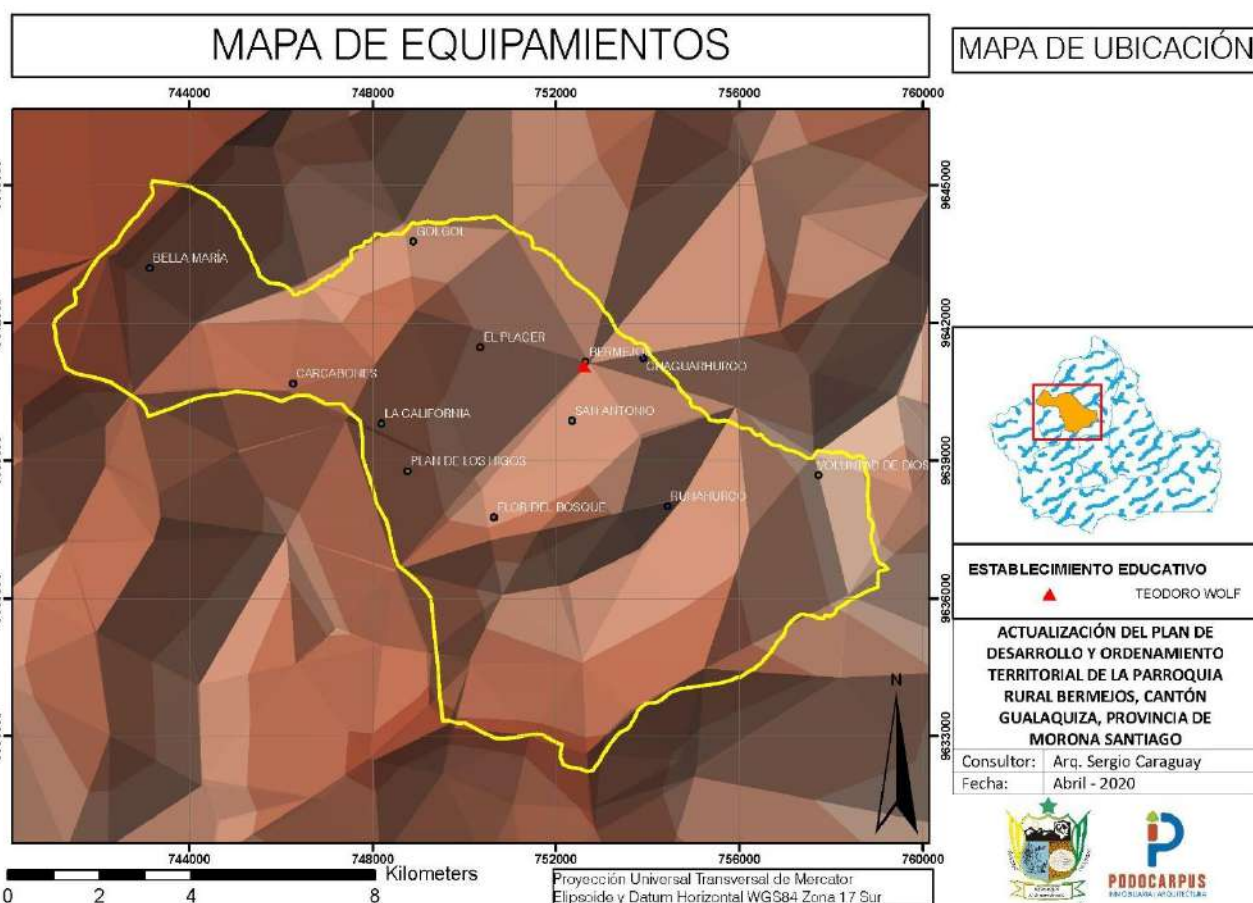 MAPA DE EQUIPAMIENTOS
MAPA DE UBICACIÓN
744000 748000 752000 756000 760000
9645000
GOLGOL
BELLA MARÍA
9642000
EL PLACER
BERMEJO
CHAGUARHURCO
CARCABONES
LA CALIFORNIA
SAN ANTONIO
9639000
PLAN DE LOS HIGOS
VOLUNTAD DE DIOS
FLOR DEL BOSQUE
RUNAHURCO
9636000
N
9633000
744000 748000 752000 756000 760000
Kilometers
0 2 4 8
Proyección Universal Transversal de Mercator
Elipsoide y Datum Horizontal WGS84 Zona 17 Sur
ESTABLECIMIENTO EDUCATIVO
TEODORO WOLF
ACTUALIZACIÓN DEL PLAN DE
DESARROLLO Y ORDENAMIENTO
TERRITORIAL DE LA PARROQUIA
RURAL BERMEJOS, CANTÓN
GUALAQUIZA, PROVINCIA DE
MORONA SANTIAGO
Consultor: Arq. Sergio Caraguay
Fecha: Abril - 2020
PODOCARPUS
INMOBILIARIA & ARQUITECTURA